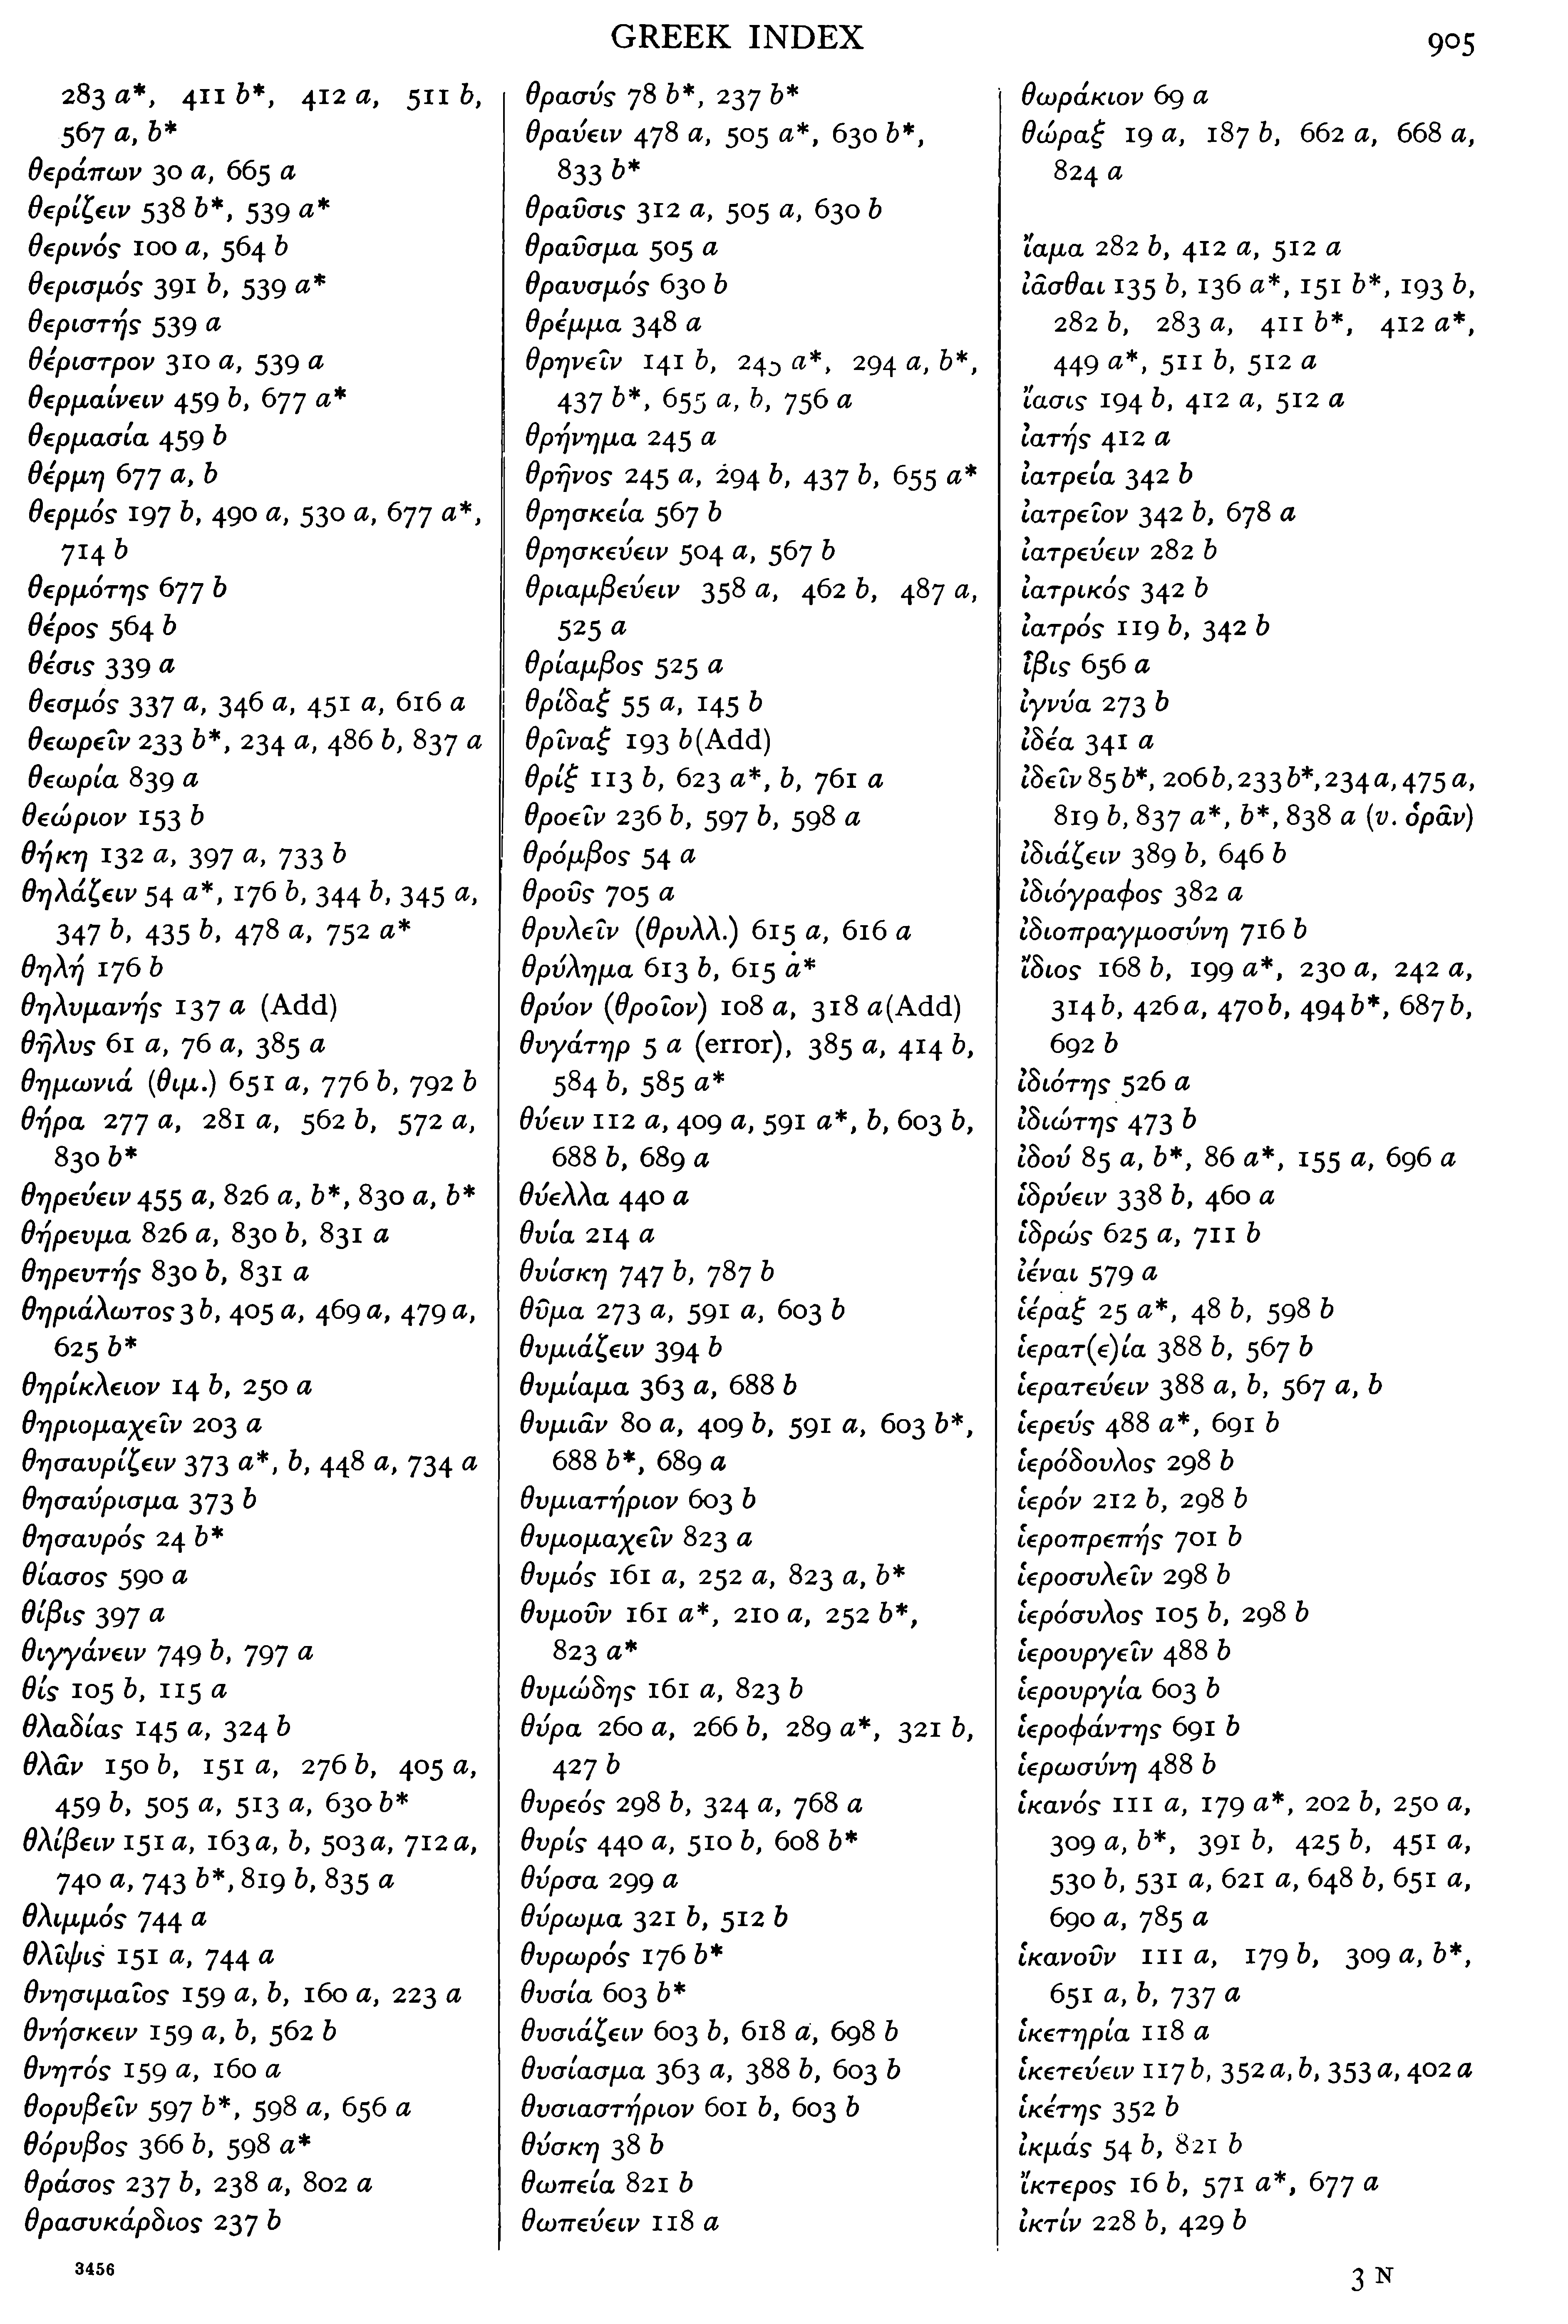 GREEK INDEX
905
283 a*, 411 b*, 412 a, 511 b,
567 a, b*
θεράπων 30 a, 665 a
θερίζειν 538 b*, 539 a*
θερινός 100 a, 564 b
θερισμός 391 b, 539 a*
θεριστής 539 a
θέριστρον 310 a, 539 a
θερμαίνειν 459 b, 677 a*
θερμασία 459 b
θέρμη 677 a, b
θερμός 197 b, 490 a, 530 a, 677 a*,
714 b
θερμότης 677 b
θέρος 564 b
θέσις 339 a
θεσμός 337 a, 346 a, 451 a, 616 a
θεωρεῖν 233 b*, 234 a, 486 b, 837 a
θεωρία 839 a
θεώριον 153 b
θήκη 132 a, 397 a, 733 b
θηλάζειν 54 a*, 176 b, 344 b, 345 a,
347 b, 435 b, 478 a, 752 a*
θηλή 176 b
θηλυμανής 137 a (Add)
θῆλυς 61 a, 76 a, 385 a
θημωνιά (θιμ.) 651 a, 776 b, 792 b
θήρα 277 a, 281 a, 562 b, 572 a,
830 b*
θηρεύειν 455 a, 826 a, b*, 830 a, b*
θήρευμα 826 a, 830 b, 831 a
θηρευτής 830 b, 831 a
θηριάλωτος 3 b, 405 a, 469 a, 479 a,
625 b*
θηρίκλειον 14 b, 250 a
θηριομαχεῖν 203 a
θησαυρίζειν 373 a*, b, 448 a, 734 a
θησαύρισμα 373 b
θησαυρός 24 b*
θίασος 590 a
θίβις 397 a
θιγγάνειν 749 b, 797 a
θίς 105 b, 115 a
θλαδίας 145 a, 324 b
θλᾶν 150 b, 151 a, 276 b, 405 a,
459 b, 505 a, 513 a, 630 b*
θλίβειν 151 a, 163 a, b, 503 a, 712 a,
740 a, 743 b*, 819 b, 835 a
θλιμμός 744 a
θλῖψις 151 a, 744 a
θνησιμαῖος 159 a, b, 160 a, 223 a
θνήσκειν 159 a, b, 562 b
θνητός 159 a, 160 a
θορυβεῖν 597 b*, 598 a, 656 a
θόρυβος 366 b, 598 a*
θράσος 237 b, 238 a, 802 a
θρασυκάρδιος 237 b
θρασύς 78 b*, 237 b*
θραύειν 478 a, 505 a*, 630 b*,
833 b*
θραῦσις 312 a, 505 a, 630 b
θραῦσμα 505 a
θραυσμός 630 b
θρέμμα 348 a
θρηνεῖν 141 b, 245 a*, 294 a, b*,
437 b*, 655 a, b, 756 a
θρήνημα 245 a
θρῆνος 245 a, 294 b, 437 b, 655 a*
θρησκεία 567 b
θρησκεύειν 504 a, 567 b
θριαμβεύειν 358 a, 462 b, 487 a,
525 a
θρίαμβος 525 a
θρίδαξ 55 a, 145 b
θρῖναξ 193 b(Add)
θρίξ 113 b, 623 a*, b, 761 a
θροεῖν 236 b, 597 b, 598 a
θρόμβος 54 a
θροῦς 705 a
θρυλεῖν (θρυλλ.) 615 a, 616 a
θρύλημα 613 b, 615 a*
θρύον (θροῖον) 108 a, 318 a(Add)
θυγάτηρ 5 a (error), 385 a, 414 b,
584 b, 585 a*
θύειν 112 a, 409 a, 591 a*, b, 603 b,
688 b, 689 a
θύελλα 440 a
θυία 214 a
θυίσκη 747 b, 787 b
θῦμα 273 a, 591 a, 603 b
θυμιάζειν 394 b
θυμίαμα 363 a, 688 b
θυμιᾶν 80 a, 409 b, 591 a, 603 b*,
688 b*, 689 a
θυμιατήριον 603 b
θυμομαχεῖν 823 a
θυμός 161 a, 252 a, 823 a, b*
θυμοῦν 161 a*, 210 a, 252 b*,
823 a*
θυμώδης 161 a, 823 b
θύρα 260 a, 266 b, 289 a*, 321 b,
427 b
θυρεός 298 b, 324 a, 768 a
θυρίς 440 a, 510 b, 608 b*
θύρσα 299 a
θύρωμα 321 b, 512 b
θυρωρός 176 b*
θυσία 603 b*
θυσιάζειν 603 b, 618 a, 698 b
θυσίασμα 363 a, 388 b, 603 b
θυσιαστήριον 601 b, 603 b
θύσκη 38 b
θωπεία 821 b
θωπεύειν 118 a
θωράκιον 69 a
θώραξ 19 a, 187 b, 662 a, 668 a,
824 a
ἴαμα 282 b, 412 a, 512 a
ἰᾶσθαι 135 b, 136 a*, 151 b*, 193 b,
282 b, 283 a, 411 b*, 412 a*,
449 a*, 511 b, 512 a
ἴασις 194 b, 412 a, 512 a
ἰατής 412 a
ἰατρεία 342 b
ἰατρεῖον 342 b, 678 a
ἰατρεύειν 282 b
ἰατρικός 342 b
ἰατρός 119 b, 342 b
ἶβις 656 a
ἰγνύα 273 b
ἰδέα 341 a
ἰδεῖν 85 b*, 206 b, 233 b*, 234 a, 475 a,
819 b, 837 a*, b*, 838 a (v. ὁρᾶν)
ἰδιάζειν 389 b, 646 b
ἰδιόγραφος 382 a
ἰδιοπραγμοσύνη 716 b
ἴδιος 168 b, 199 a*, 230 a, 242 a,
314 b, 426 a, 470 b, 494 b*, 687 b,
692 b
ἰδιότης 526 a
ἰδιώτης 473 b
ἰδού 85 a, b*, 86 a*, 155 a, 696 a
ἱδρύειν 338 b, 460 a
ἱδρώς 625 a, 711 b
ἰέναι 579 a
ἱέραξ 25 a*, 48 b, 598 b
ἱερατ(ε)ία 388 b, 567 b
ἱερατεύειν 388 a, b, 567 a, b
ἱερεύς 488 a*, 691 b
ἱερόδουλος 298 b
ἱερόν 212 b, 298 b
ἱεροπρεπής 701 b
ἱεροσυλεῖν 298 b
ἱερόσυλος 105 b, 298 b
ἱερουργεῖν 488 b
ἱερουργία 603 b
ἱεροφάντης 691 b
ἱερωσύνη 488 b
ἱκανός 111 a, 179 a*, 202 b, 250 a,
309 a, b*, 391 b, 425 b, 451 a,
530 b, 531 a, 621 a, 648 b, 651 a,
690 a, 785 a
ἱκανοῦν 111 a, 179 b, 309 a, b*,
651 a, b, 737 a
ἱκετηρία 118 a
ἱκετεύειν 117 b, 352 a, b, 353 a, 402 a
ἱκέτης 352 b
ἰκμάς 54 b, 821 b
ἴκτερος 16 b, 571 a*, 677 a
ἰκτίν 228 b, 429 b
3456
3 N